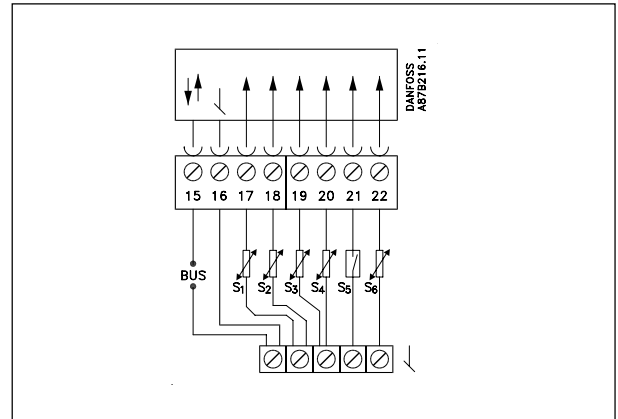 DANFOSS
A87B216.11
15 16 17 18 19 20 21 22
BUS
S1 S2 S3 S4 S5 S6